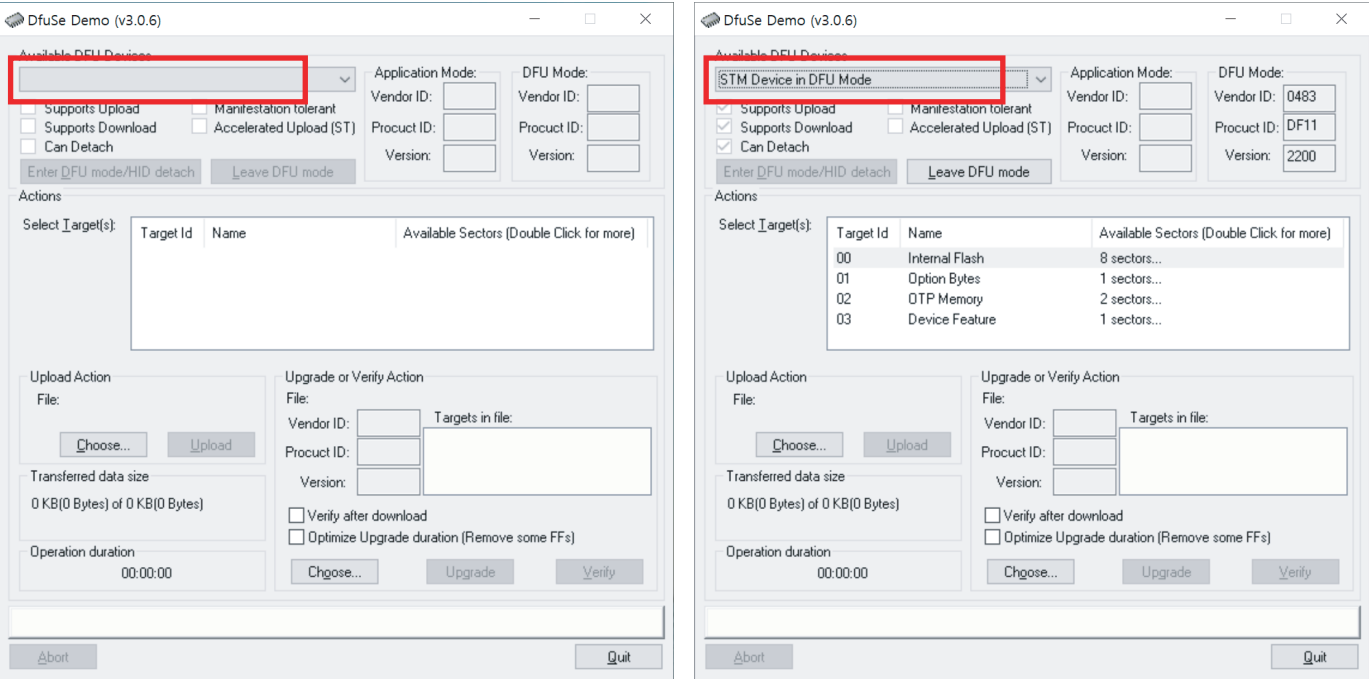 DfuSe Demo (v3.0.6)
Available DFU Devices
Supports Upload
Manifestation tolerant
Supports Download
Accelerated Upload (ST)
Can Detach
Enter DFU mode/HID detach
Leave DFU mode
Application Mode:
Vendor ID:
Procuct ID:
Version:
DFU Mode:
Vendor ID:
Procuct ID:
Version:
Actions
Select Target(s):
Target Id Name Available Sectors (Double Click for more)
Upload Action
File:
Choose... Upload
Transferred data size
0 KB(0 Bytes) of 0 KB(0 Bytes)
Operation duration
00:00:00
Upgrade or Verify Action
File:
Vendor ID:
Procuct ID:
Version:
Targets in file:
Verify after download
Optimize Upgrade duration (Remove some FFs)
Choose... Upgrade Verify
Abort
Quit
DfuSe Demo (v3.0.6)
Available DFU Devices
STM Device in DFU Mode
Supports Upload
Manifestation tolerant
Supports Download
Accelerated Upload (ST)
Can Detach
Enter DFU mode/HID detach
Leave DFU mode
Application Mode:
Vendor ID:
Procuct ID:
Version:
DFU Mode:
Vendor ID: 0483
Procuct ID: DF11
Version: 2200
Actions
Select Target(s):
Target Id Name Available Sectors (Double Click for more)
00 Internal Flash 8 sectors...
01 Option Bytes 1 sectors...
02 OTP Memory 2 sectors...
03 Device Feature 1 sectors...
Upload Action
File:
Choose... Upload
Transferred data size
0 KB(0 Bytes) of 0 KB(0 Bytes)
Operation duration
00:00:00
Upgrade or Verify Action
File:
Vendor ID:
Procuct ID:
Version:
Targets in file:
Verify after download
Optimize Upgrade duration (Remove some FFs)
Choose... Upgrade Verify
Abort
Quit